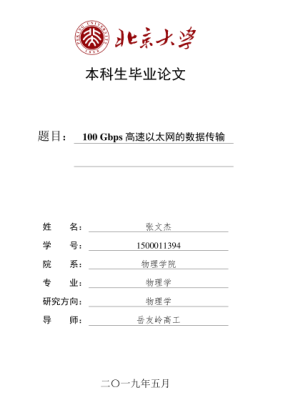 北京大学
本科生毕业论文
题目： 100 Gbps 高速以太网的数据传输
姓 名： 张文杰
学 号： 1500011394
院 系： 物理学院
专 业： 物理学
研究方向： 物理学
导 师： 岳友岭高工
二〇一九年五月